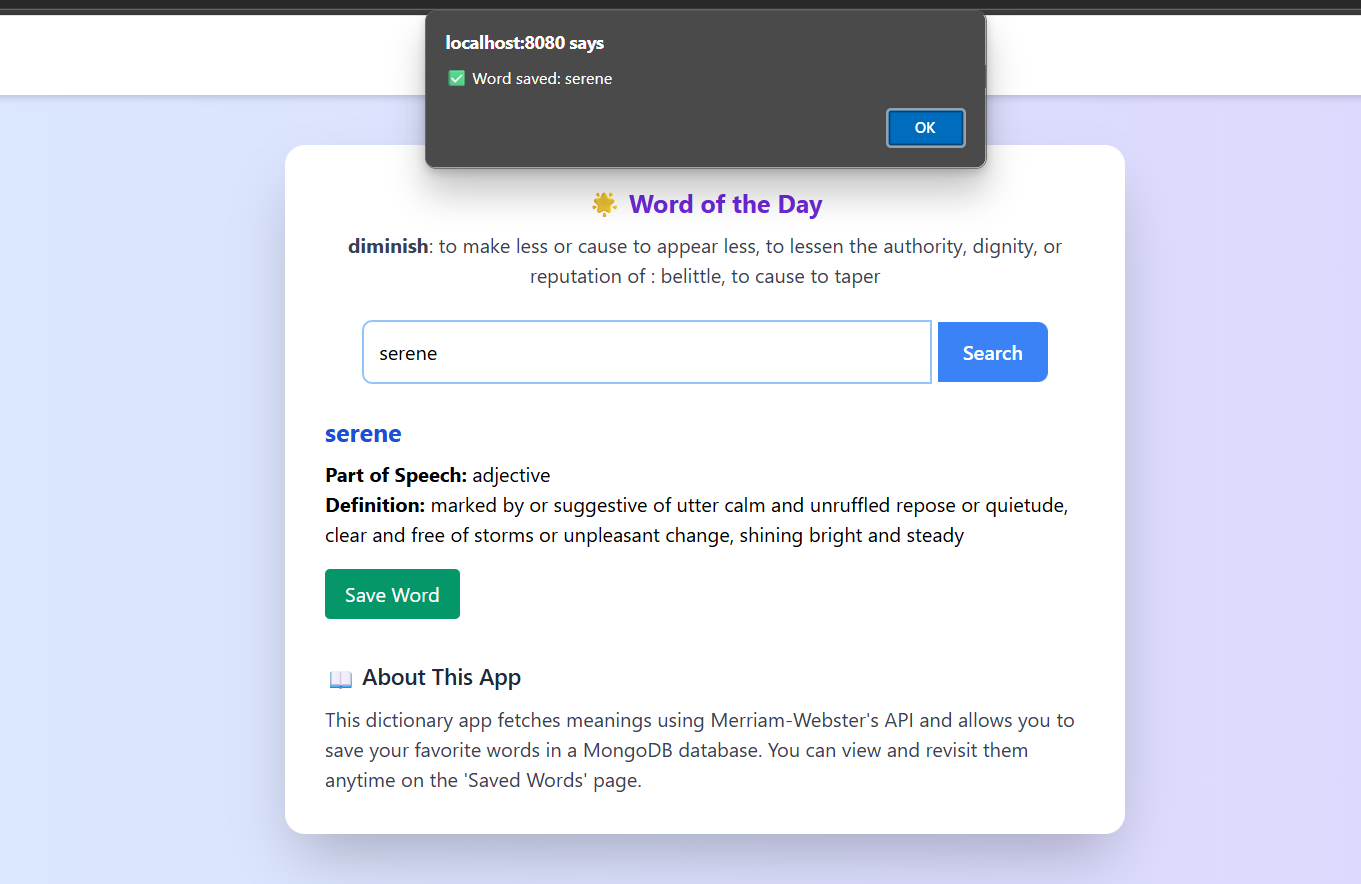 localhost:8080 says
✅ Word saved: serene
OK
🌟 Word of the Day
diminish: to make less or cause to appear less, to lessen the authority, dignity, or
reputation of : belittle, to cause to taper
serene
Search
serene
Part of Speech: adjective
Definition: marked by or suggestive of utter calm and unruffled repose or quietude,
clear and free of storms or unpleasant change, shining bright and steady
Save Word
📖 About This App
This dictionary app fetches meanings using Merriam-Webster's API and allows you to
save your favorite words in a MongoDB database. You can view and revisit them
anytime on the 'Saved Words' page.